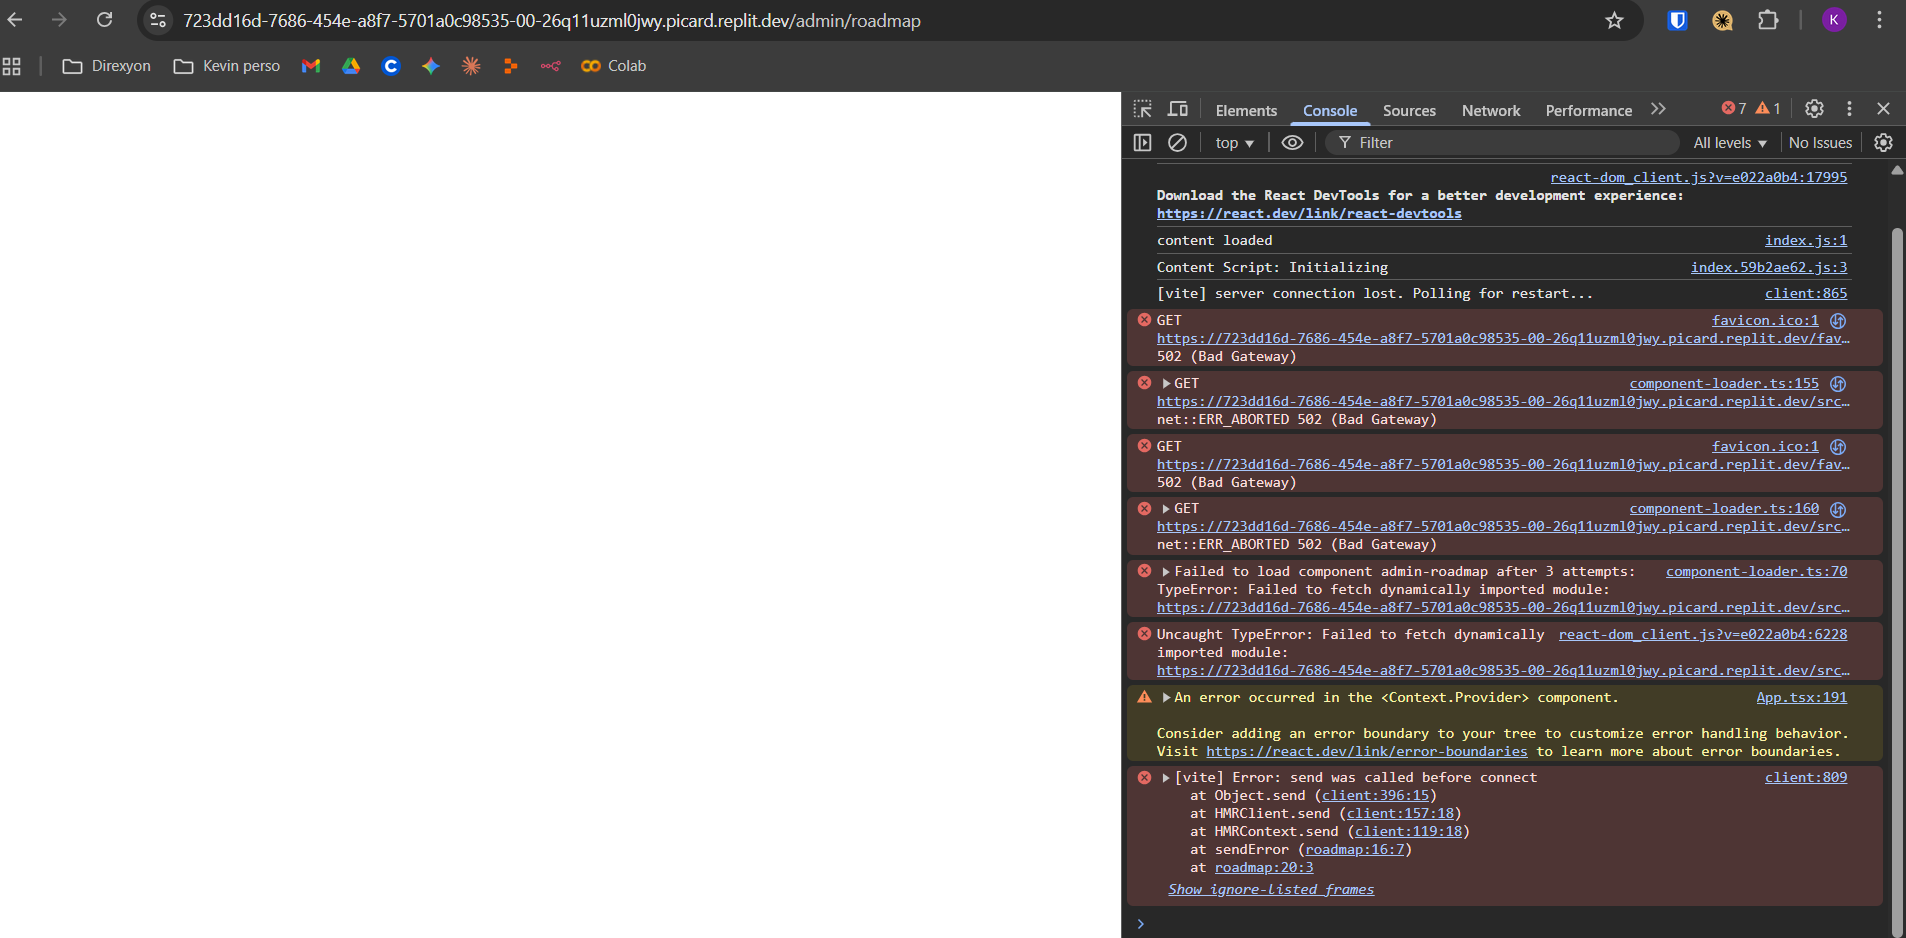 723dd16d-7686-454e-a8f7-5701a0c98535-00-26q11uzml0jwy.picard.replit.dev/admin/roadmap
K
Direxyon
Kevin perso
Colab
Elements
Console
Sources
Network
Performance
7
1
top
Filter
All levels
No Issues
react-dom_client.js?v=e022a0b4:17995
Download the React DevTools for a better development experience:
https://react.dev/link/react-devtools
content loaded index.js:1
Content Script: Initializing index.59b2ae62.js:3
[vite] server connection lost. Polling for restart... client:865
GET favicon.ico:1
https://723dd16d-7686-454e-a8f7-5701a0c98535-00-26q11uzml0jwy.picard.replit.dev/fav…
502 (Bad Gateway)
GET component-loader.ts:155
https://723dd16d-7686-454e-a8f7-5701a0c98535-00-26q11uzml0jwy.picard.replit.dev/src…
net::ERR_ABORTED 502 (Bad Gateway)
GET favicon.ico:1
https://723dd16d-7686-454e-a8f7-5701a0c98535-00-26q11uzml0jwy.picard.replit.dev/fav…
502 (Bad Gateway)
GET component-loader.ts:160
https://723dd16d-7686-454e-a8f7-5701a0c98535-00-26q11uzml0jwy.picard.replit.dev/src…
net::ERR_ABORTED 502 (Bad Gateway)
Failed to load component admin-roadmap after 3 attempts: component-loader.ts:70
TypeError: Failed to fetch dynamically imported module:
https://723dd16d-7686-454e-a8f7-5701a0c98535-00-26q11uzml0jwy.picard.replit.dev/src…
Uncaught TypeError: Failed to fetch dynamically react-dom_client.js?v=e022a0b4:6228
imported module:
https://723dd16d-7686-454e-a8f7-5701a0c98535-00-26q11uzml0jwy.picard.replit.dev/src…
An error occurred in the <Context.Provider> component. App.tsx:191
Consider adding an error boundary to your tree to customize error handling behavior.
Visit https://react.dev/link/error-boundaries to learn more about error boundaries.
[vite] Error: send was called before connect client:809
at Object.send (client:396:15)
at HMRClient.send (client:157:18)
at HMRContext.send (client:119:18)
at sendError (roadmap:16:7)
at roadmap:20:3
Show ignore-listed frames